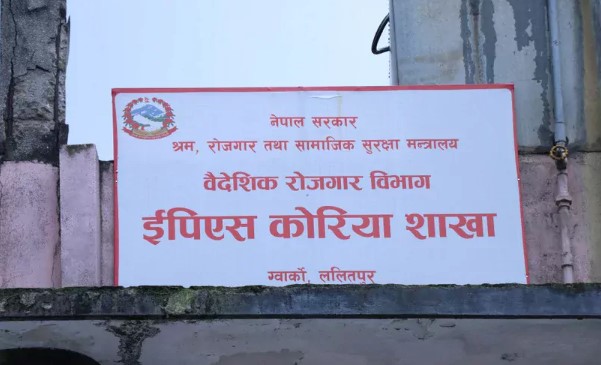 नेपाल सरकार
श्रम, रोजगार तथा सामाजिक सुरक्षा मन्त्रालय
वैदेशिक रोजगार विभाग
ईपिएस कोरिया शाखा
ग्वार्को, ललितपुर